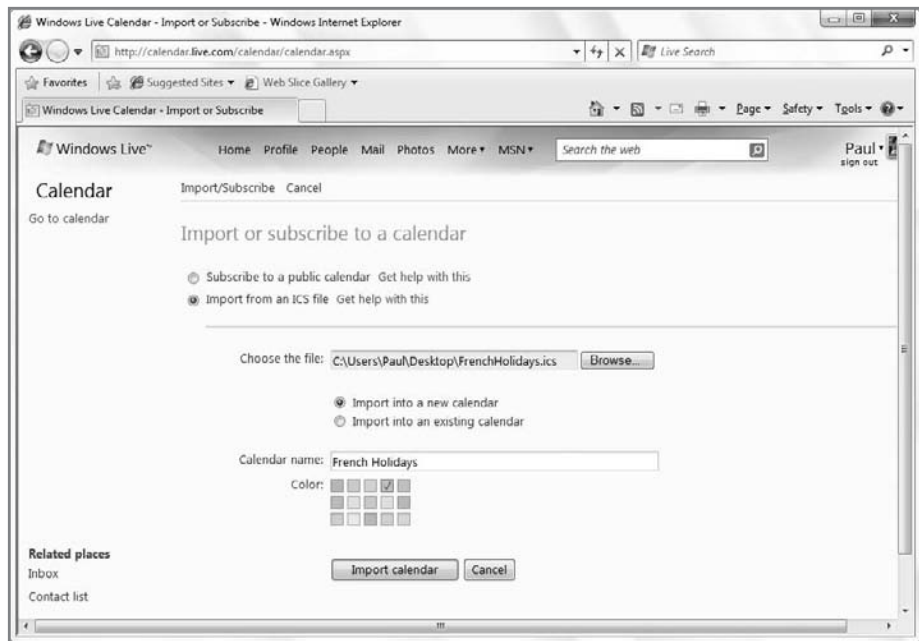 Windows Live Calendar - Import or Subscribe - Windows Internet Explorer
http://calendar.live.com/calendar/calendar.aspx
Live Search
Favorites Suggested Sites Web Slice Gallery
Windows Live Calendar - Import or Subscribe
Page Safety Tools
Windows Live™ Home Profile People Mail Photos More MSN Search the web Paul
sign out
Calendar Import/Subscribe Cancel
Go to calendar
Import or subscribe to a calendar
Subscribe to a public calendar Get help with this
Import from an ICS file Get help with this
Choose the file: C:\Users\Paul\Desktop\FrenchHolidays.ics Browse...
Import into a new calendar
Import into an existing calendar
Calendar name: French Holidays
Color:
Related places
Inbox
Contact list
Import calendar Cancel